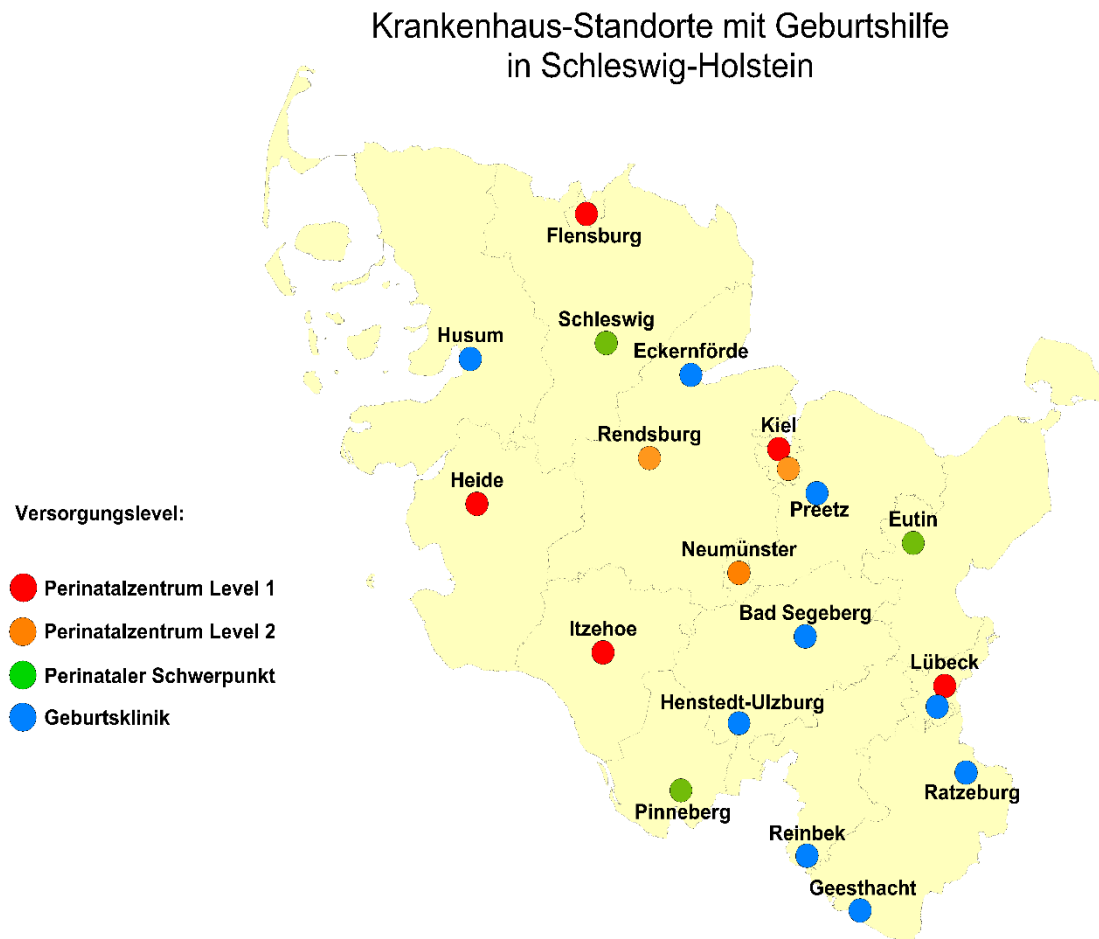 Krankenhaus-Standorte mit Geburtshilfe
in Schleswig-Holstein
Flensburg
Schleswig
Husum
Eckernförde
Kiel
Rendsburg
Heide
Preetz
Eutin
Versorgungslevel:
Neumünster
Perinatalzentrum Level 1
Bad Segeberg
Itzehoe
Perinatalzentrum Level 2
Lübeck
Perinataler Schwerpunkt
Henstedt-Ulzburg
Geburtsklinik
Ratzeburg
Pinneberg
Reinbek
Geesthacht